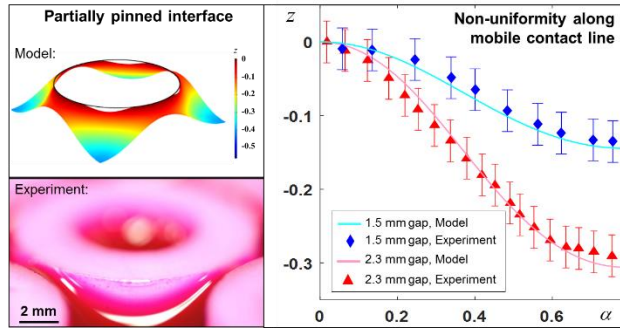 Partially pinned interface
Model:
z
0
-0.1
-0.2
-0.3
-0.4
-0.5
Experiment:
2 mm
z
Non-uniformity along
mobile contact line
0
-0.1
-0.2
-0.3
1.5 mm gap, Model
1.5 mm gap, Experiment
2.3 mm gap, Model
2.3 mm gap, Experiment
0
0.2
0.4
0.6
α